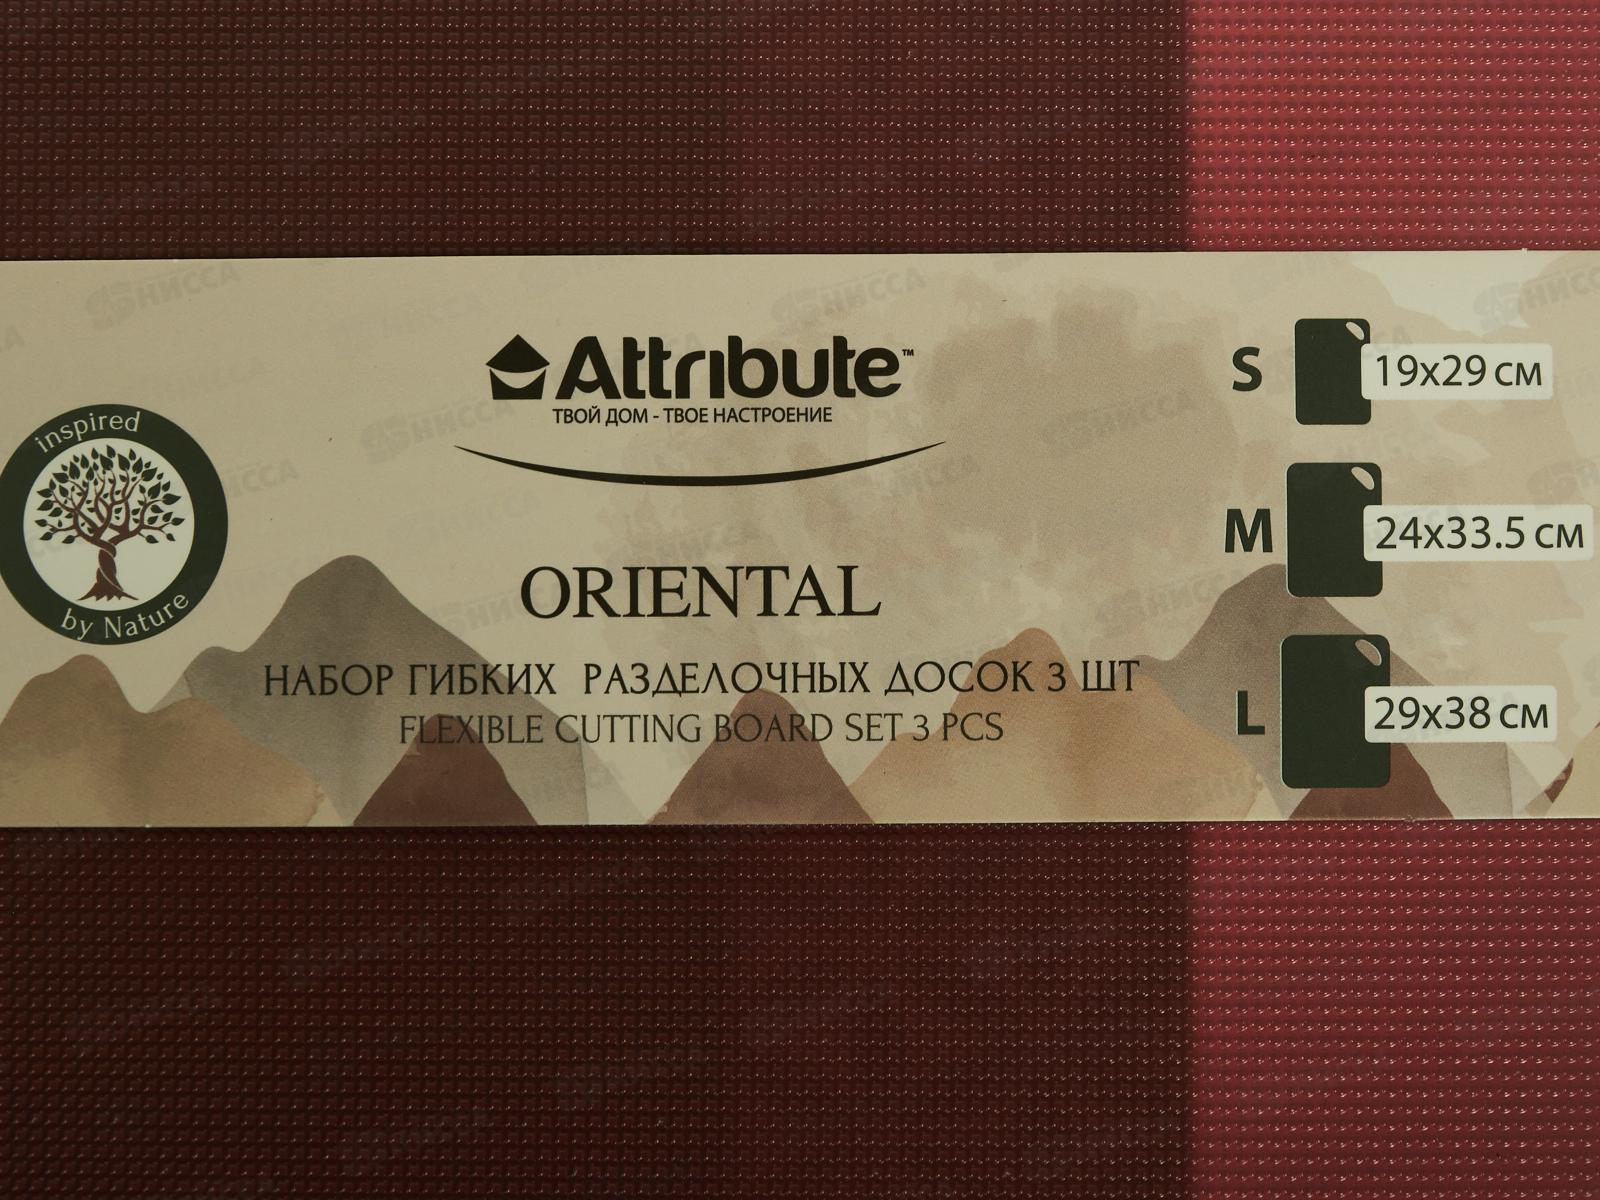 inspired
by Nature
Attribute™
ТВОЙ ДОМ - ТВОЕ НАСТРОЕНИЕ
ORIENTAL
НАБОР ГИБКИХ РАЗДЕЛОЧНЫХ ДОСОК 3 ШТ
FLEXIBLE CUTTING BOARD SET 3 PCS
S 19x29 см
M 24x33.5 см
L 29x38 см
НИССА